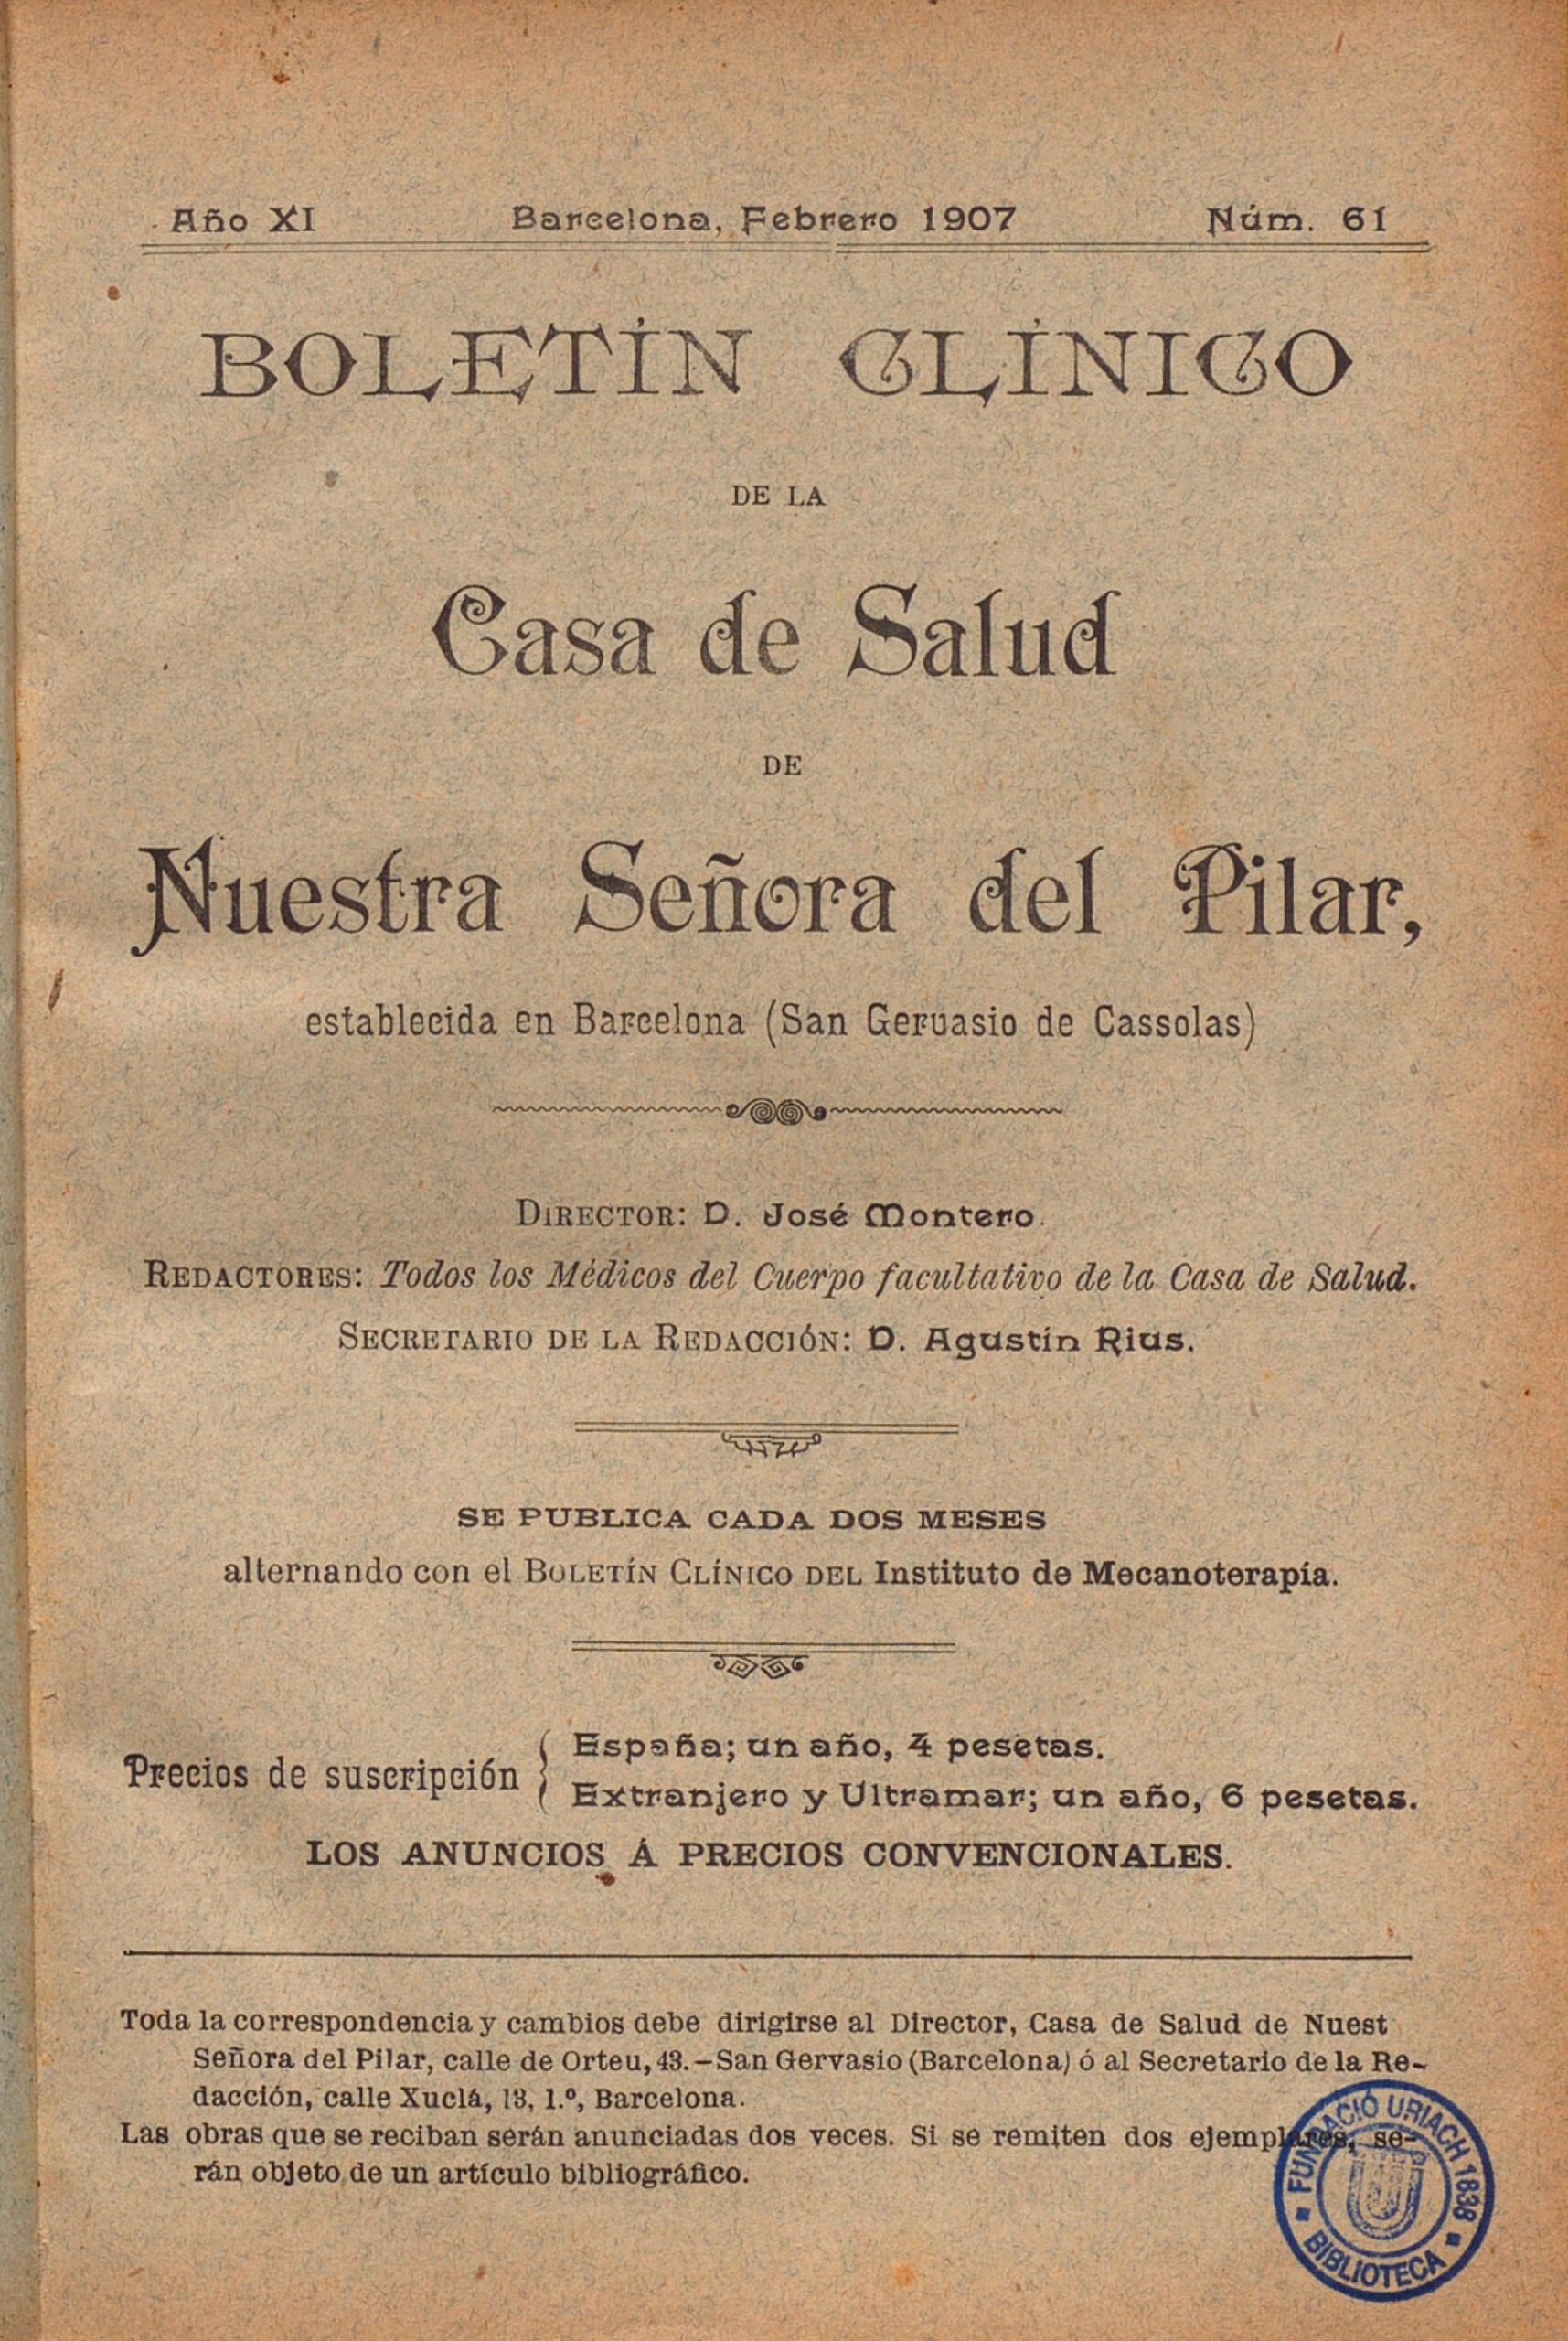 Año XI Barcelona, Febrero 1907 Núm. 61
BOLETÍN CLÍNICO
DE LA
Casa de Salud
DE
Nuestra Señora del Pilar,
establecida en Barcelona (San Gervasio de Cassolas)
DIRECTOR: D. José Montero.
REDACTORES: Todos los Médicos del Cuerpo facultativo de la Casa de Salud.
SECRETARIO DE LA REDACCIÓN: D. Agustín Rius.
SE PUBLICA CADA DOS MESES
alternando con el BOLETÍN CLÍNICO DEL Instituto de Mecanoterapía.
Precios de suscripción { España; un año, 4 pesetas.
Extranjero y Ultramar; un año, 6 pesetas.
LOS ANUNCIOS Á PRECIOS CONVENCIONALES.
Toda la correspondencia y cambios debe dirigirse al Director, Casa de Salud de Nuest
Señora del Pilar, calle de Orteu, 43.—San Gervasio (Barcelona) ó al Secretario de la Re-
dacción, calle Xuclá, 13, 1.º, Barcelona.
Las obras que se reciban serán anunciadas dos veces. Si se remiten dos ejemplares, se-
rán objeto de un artículo bibliográfico.
FUNDACIÓ URIACH 1838
BIBLIOTECA